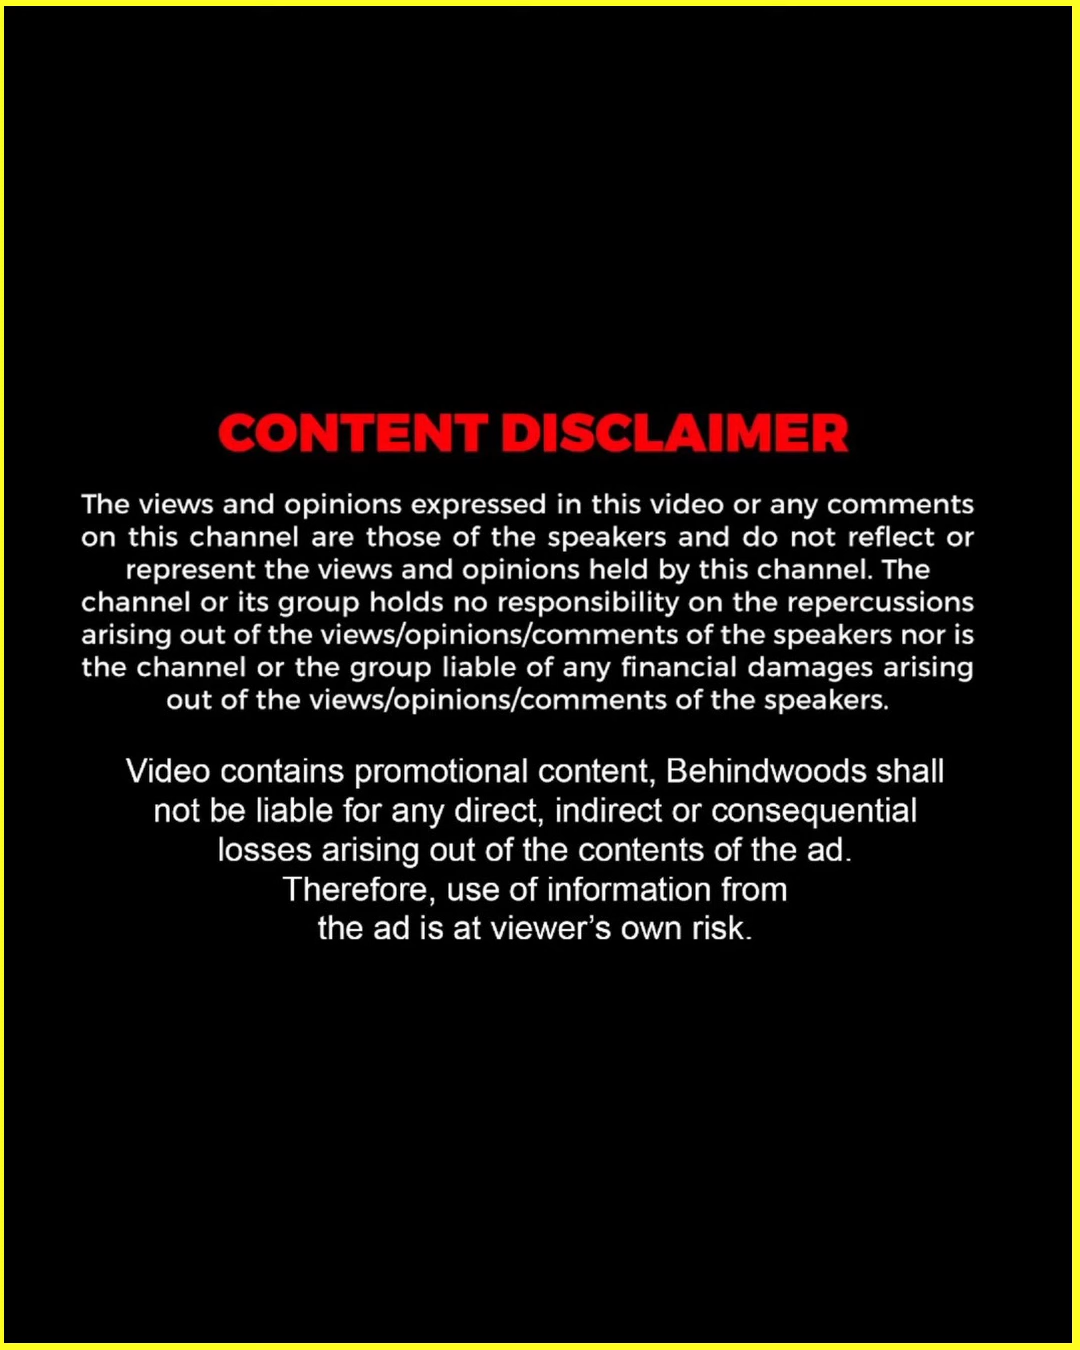 CONTENT DISCLAIMER
The views and opinions expressed in this video or any comments
on this channel are those of the speakers and do not reflect or
represent the views and opinions held by this channel. The
channel or its group holds no responsibility on the repercussions
arising out of the views/opinions/comments of the speakers nor is
the channel or the group liable of any financial damages arising
out of the views/opinions/comments of the speakers.
Video contains promotional content, Behindwoods shall
not be liable for any direct, indirect or consequential
losses arising out of the contents of the ad.
Therefore, use of information from
the ad is at viewer’s own risk.